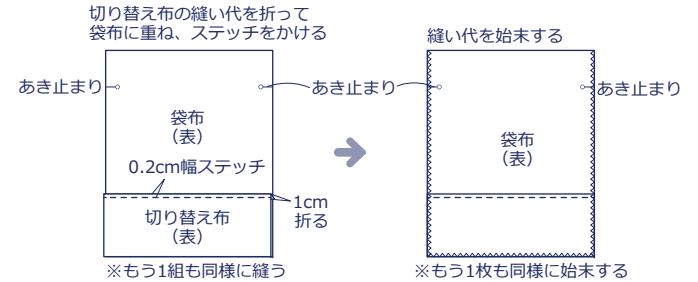 切り替え布の縫い代を折って
袋布に重ね、ステッチをかける
あき止まり
袋布
（表）
0.2cm幅ステッチ
1cm
折る
切り替え布
（表）
※もう1組も同様に縫う
縫い代を始末する
あき止まり
あき止まり
袋布
（表）
※もう1枚も同様に始末する